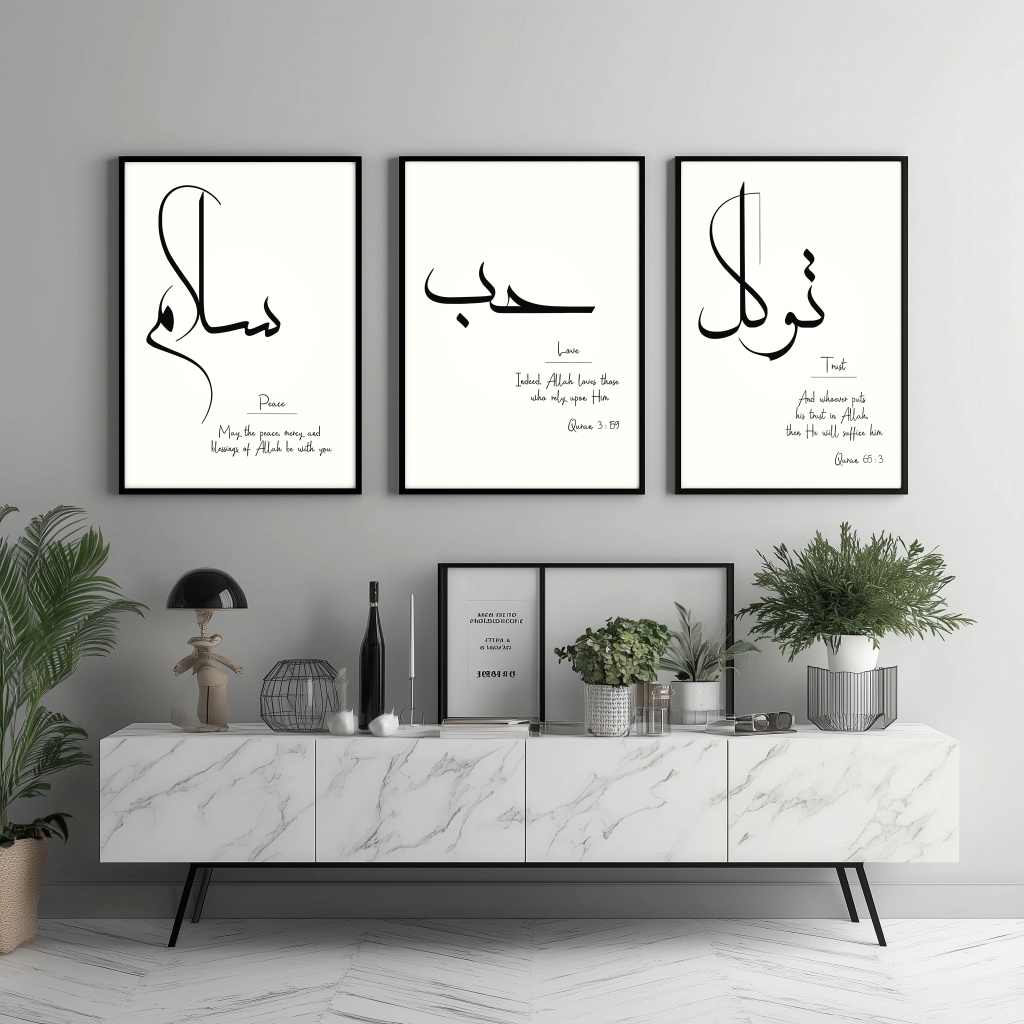 سلام
Peace
May the peace, mercy and
blessings of Allah be with you
حب
Love
Indeed, Allah loves those
who rely upon Him
Quran 3:159
توكل
Trust
And whoever puts
his trust in Allah,
then He will suffice him
Quran 65:3